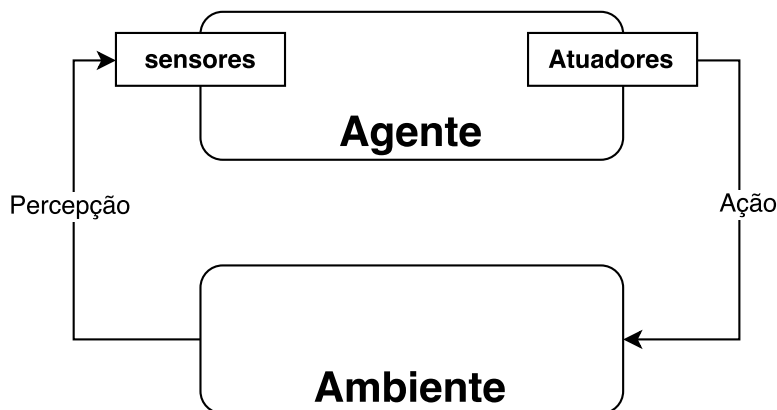 sensores
Atuadores
Agente
Percepção
Ação
Ambiente